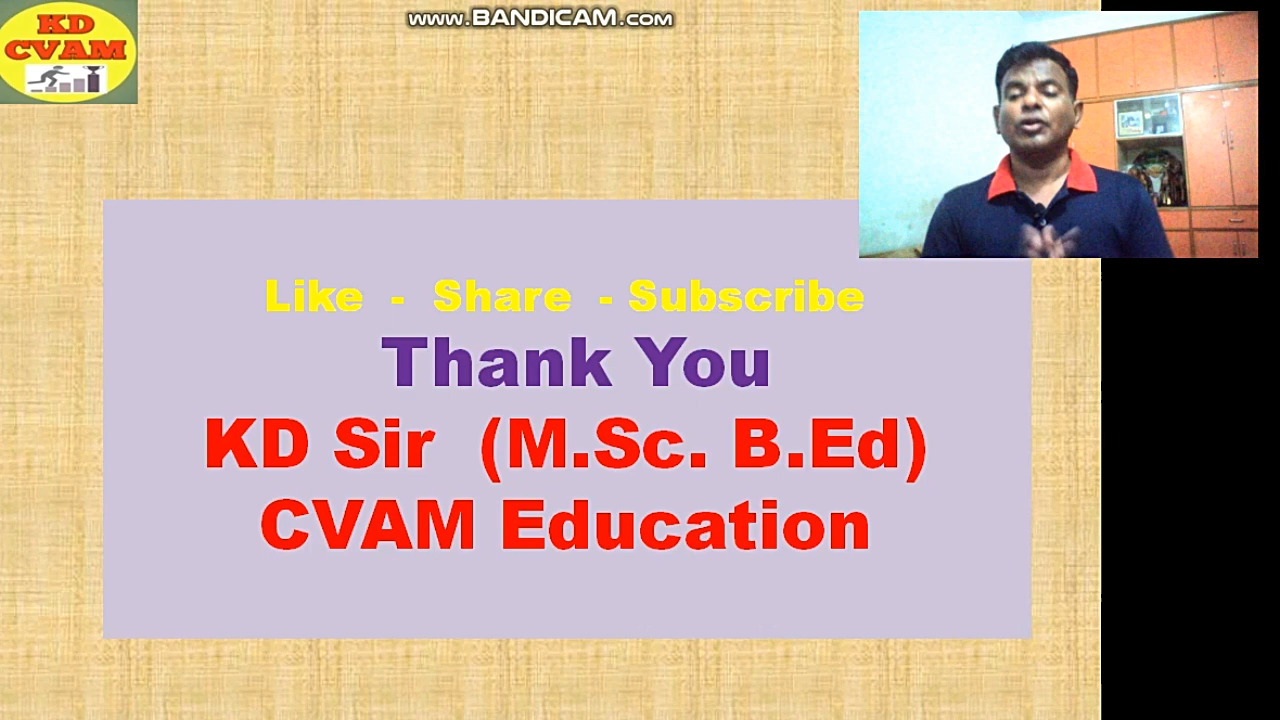 KD
CVAM
www.BANDICAM.com
Like - Share - Subscribe
Thank You
KD Sir (M.Sc. B.Ed)
CVAM Education